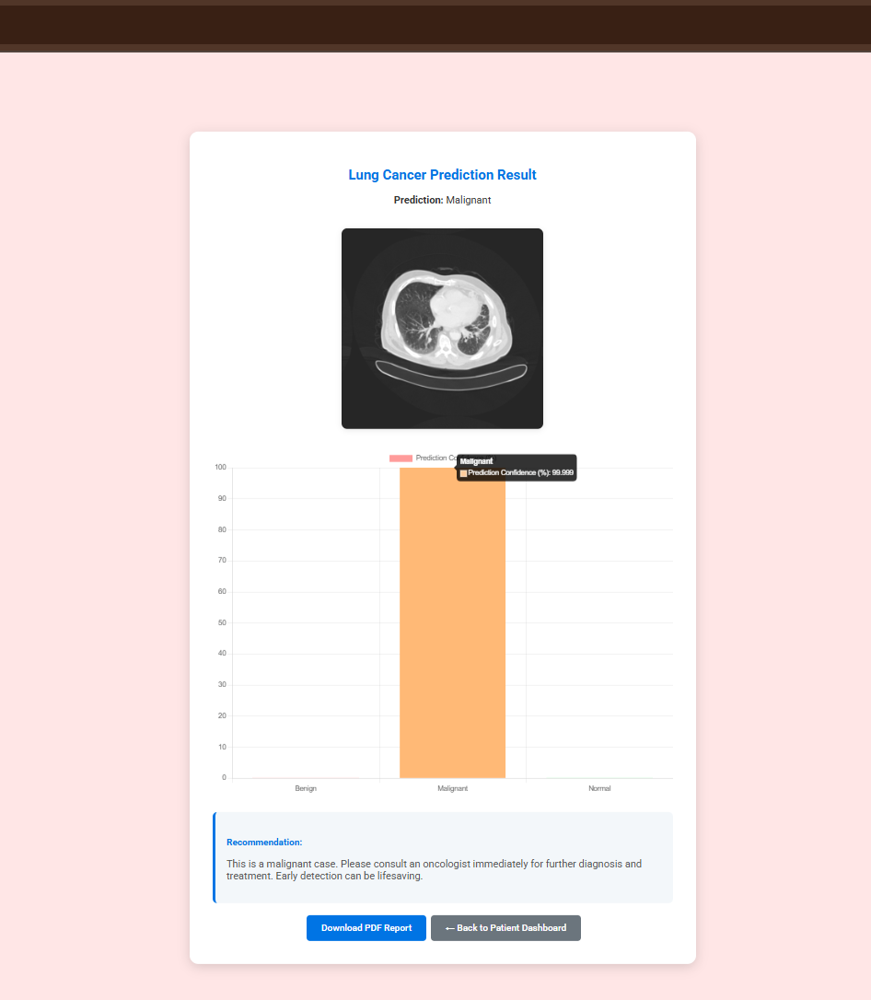 Lung Cancer Prediction Result
Prediction: Malignant
Prediction Co
Malignant
Prediction Confidence (%): 99.999
100
90
80
70
60
50
40
30
20
10
0
Benign Malignant Normal
Recommendation:
This is a malignant case. Please consult an oncologist immediately for further diagnosis and
treatment. Early detection can be lifesaving.
Download PDF Report ← Back to Patient Dashboard